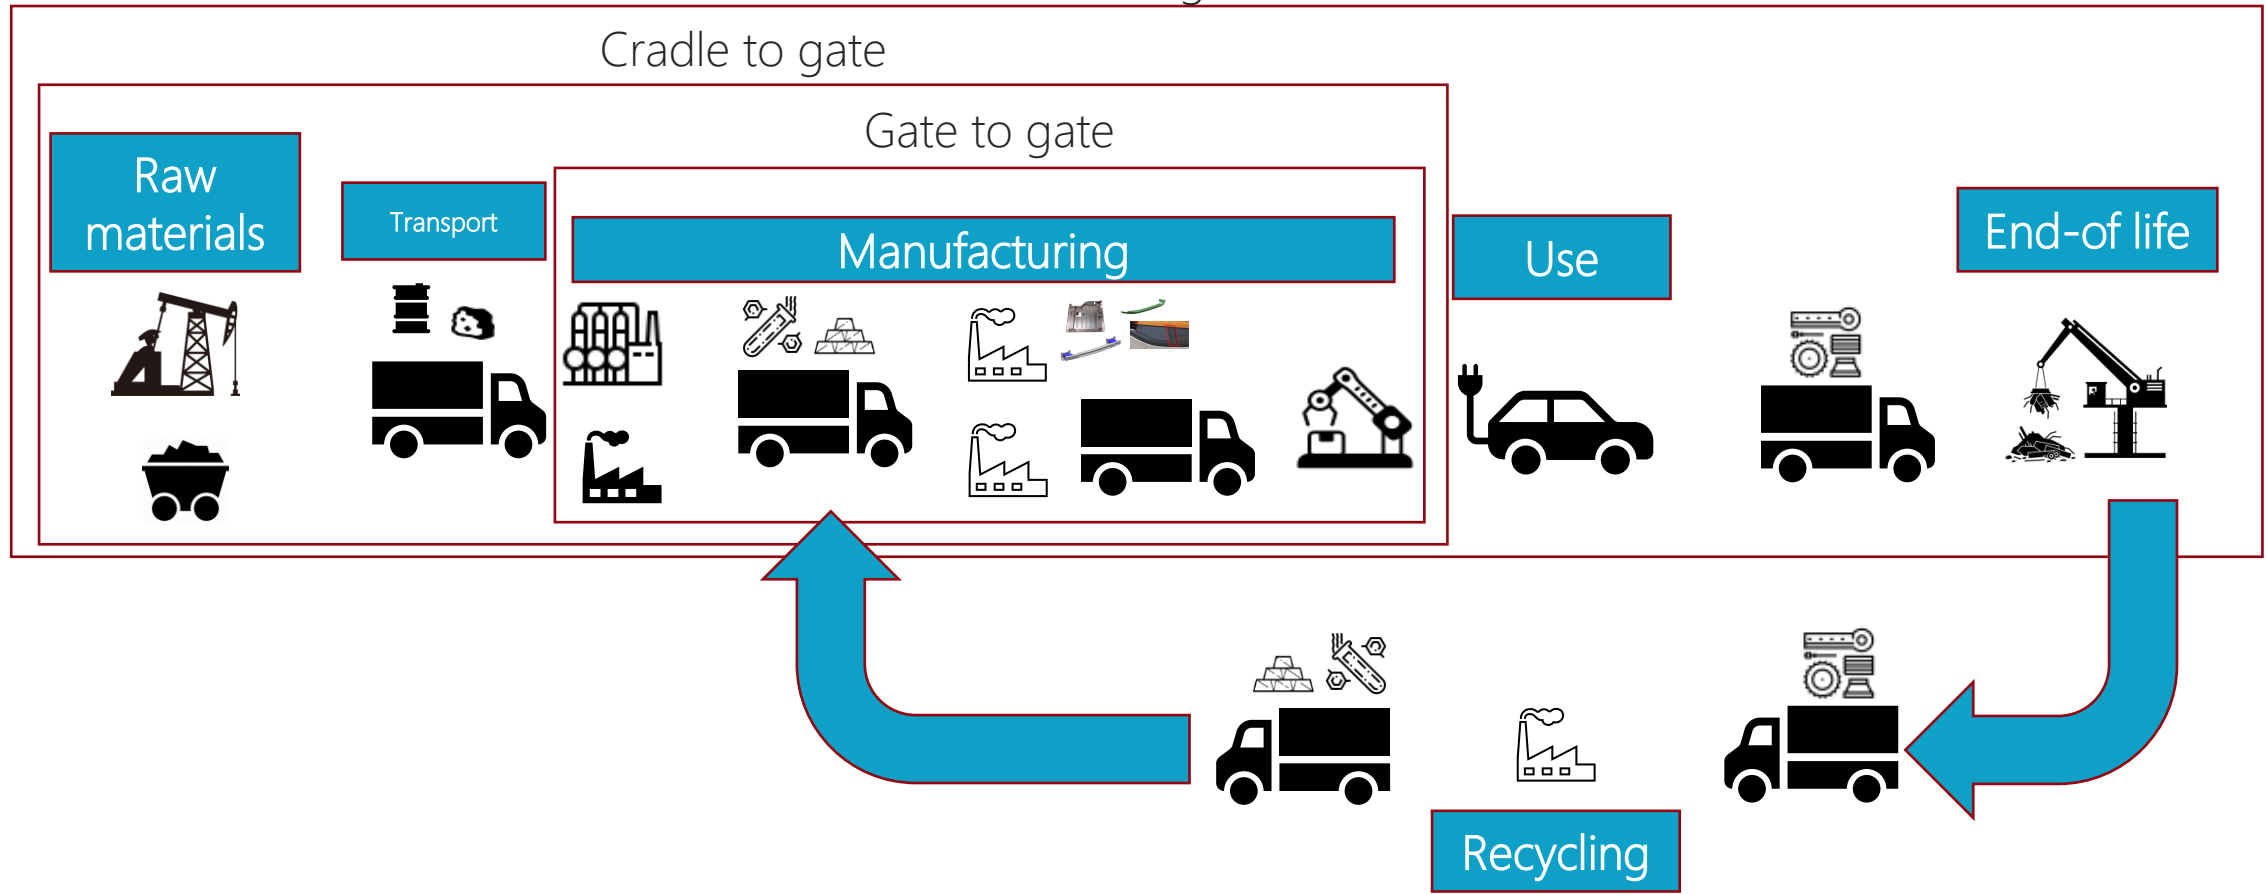 Cradle to gate
Gate to gate
Raw
materials
Transport
Manufacturing
Use
End-of life
Recycling